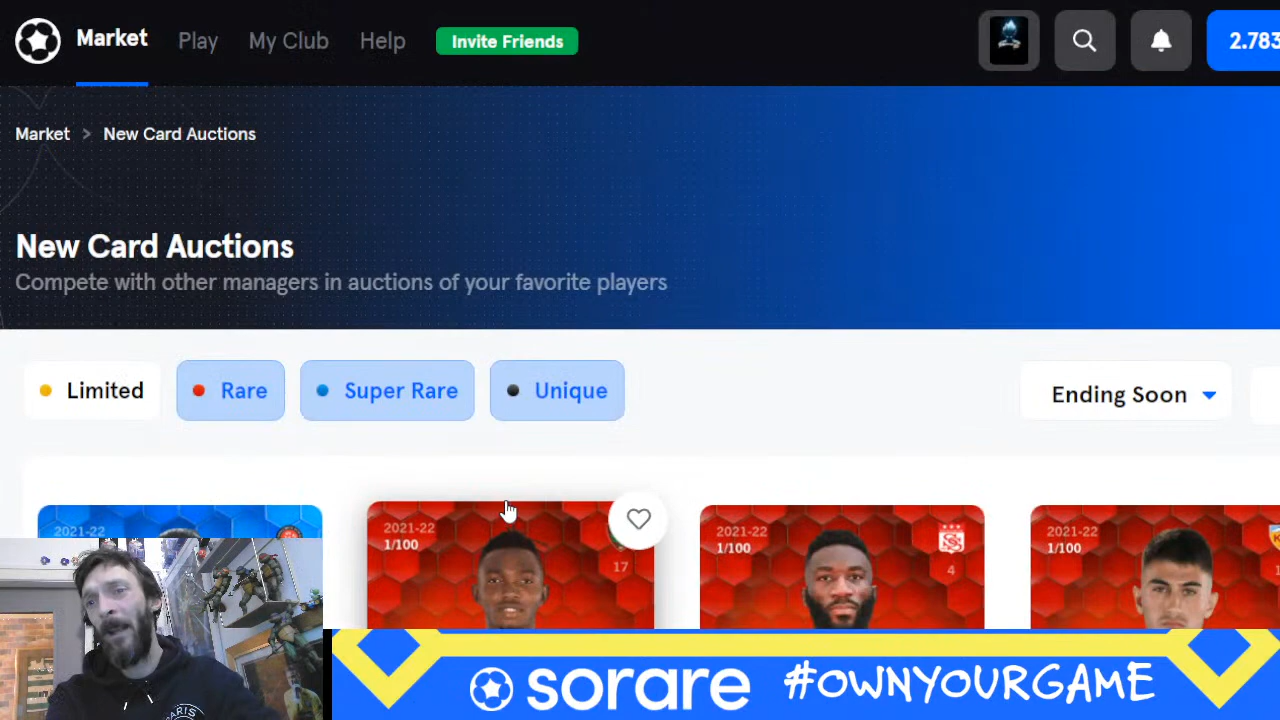 Market Play My Club Help Invite Friends 2.783
Market > New Card Auctions
New Card Auctions
Compete with other managers in auctions of your favorite players
Limited Rare Super Rare Unique Ending Soon
2021-22 2021-22 2021-22 2021-22
1/100 1/100 1/100
17 4
PARIS
sorare #OWNYOURGAME